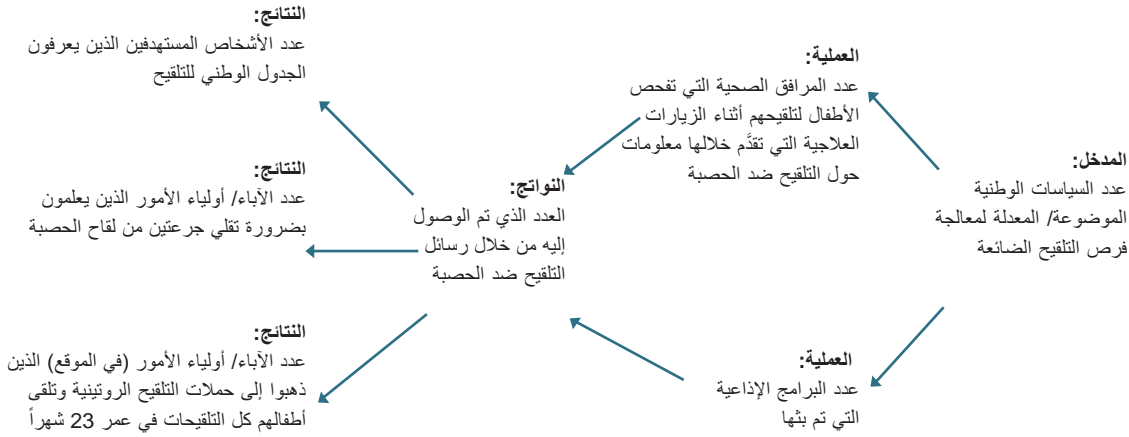 المدخل:
عدد السياسات الوطنية
الموضوعة/ المعدلة لمعالجة
فرص التلقيح الضائعة
العملية:
عدد المرافق الصحية التي تفحص
الأطفال لتلقيحهم أثناء الزيارات
العلاجية التي تقدَّم خلالها معلومات
حول التلقيح ضد الحصبة
العملية:
عدد البرامج الإذاعية
التي تم بثها
النواتج:
العدد الذي تم الوصول
إليه من خلال رسائل
التلقيح ضد الحصبة
النتائج:
عدد الأشخاص المستهدفين الذين يعرفون
الجدول الوطني للتلقيح
النتائج:
عدد الآباء/ أولياء الأمور الذين يعلمون
بضرورة تقلي جرعتين من لقاح الحصبة
النتائج:
عدد الآباء/ أولياء الأمور (في الموقع) الذين
ذهبوا إلى حملات التلقيح الروتينية وتلقى
أطفالهم كل التلقيحات في عمر 23 شهراً